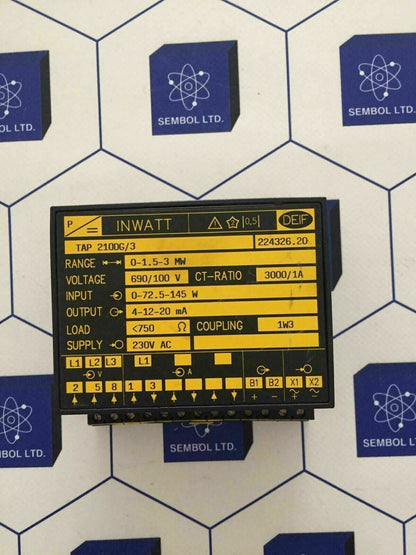 SEMBOL LTD.
SEMBOL LTD.
SEMBOL LTD.
P
INWATT
0,5
DEIF
TAP 210DG/3
224326.20
RANGE 0-1.5-3 MW
VOLTAGE 690/100 V CT-RATIO 3000/1A
INPUT 0-72.5-145 W
OUTPUT 4-12-20 mA
LOAD <750 Ω COUPLING 1W3
SUPPLY 230V AC
L1 L2 L3 L1
V A
2 5 8 1 3 B1 B2 X1 X2
+ − + −
SEMBOL LTD.
SEMBOL LTD.